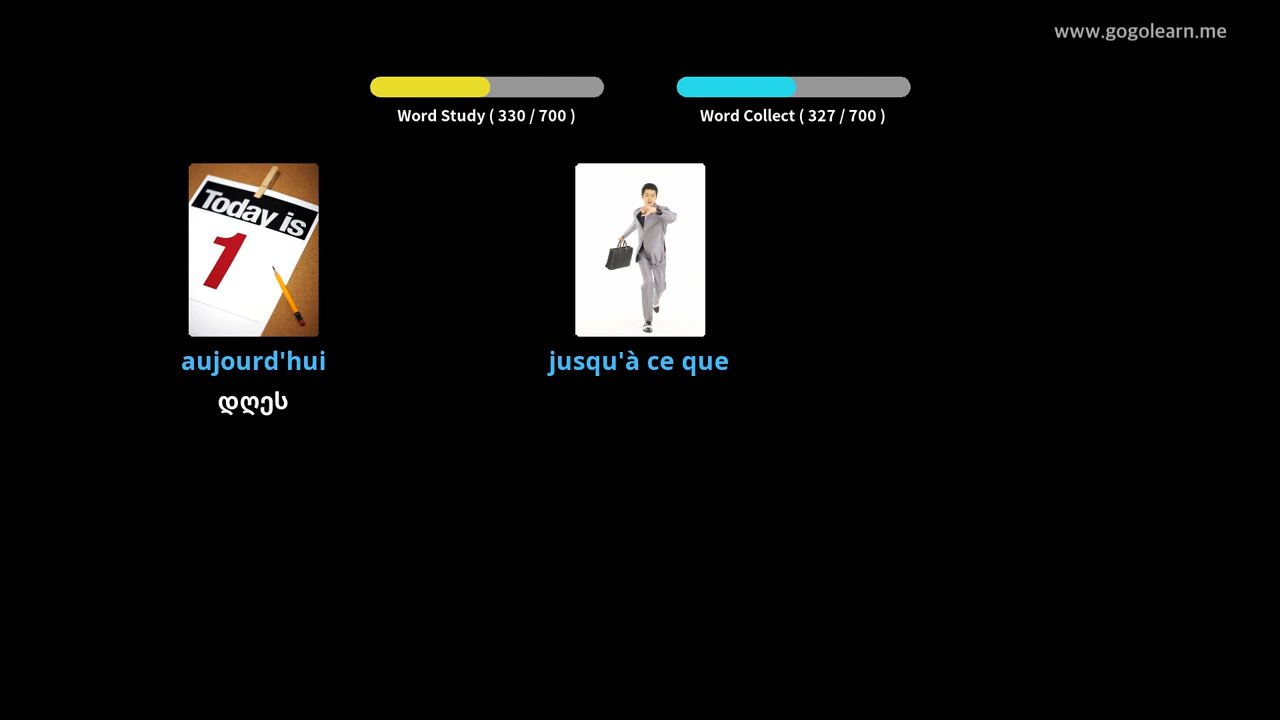 www.gogolearn.me
Word Study ( 330 / 700 )
Word Collect ( 327 / 700 )
Today is
1
aujourd'hui
დღეს
jusqu'à ce que